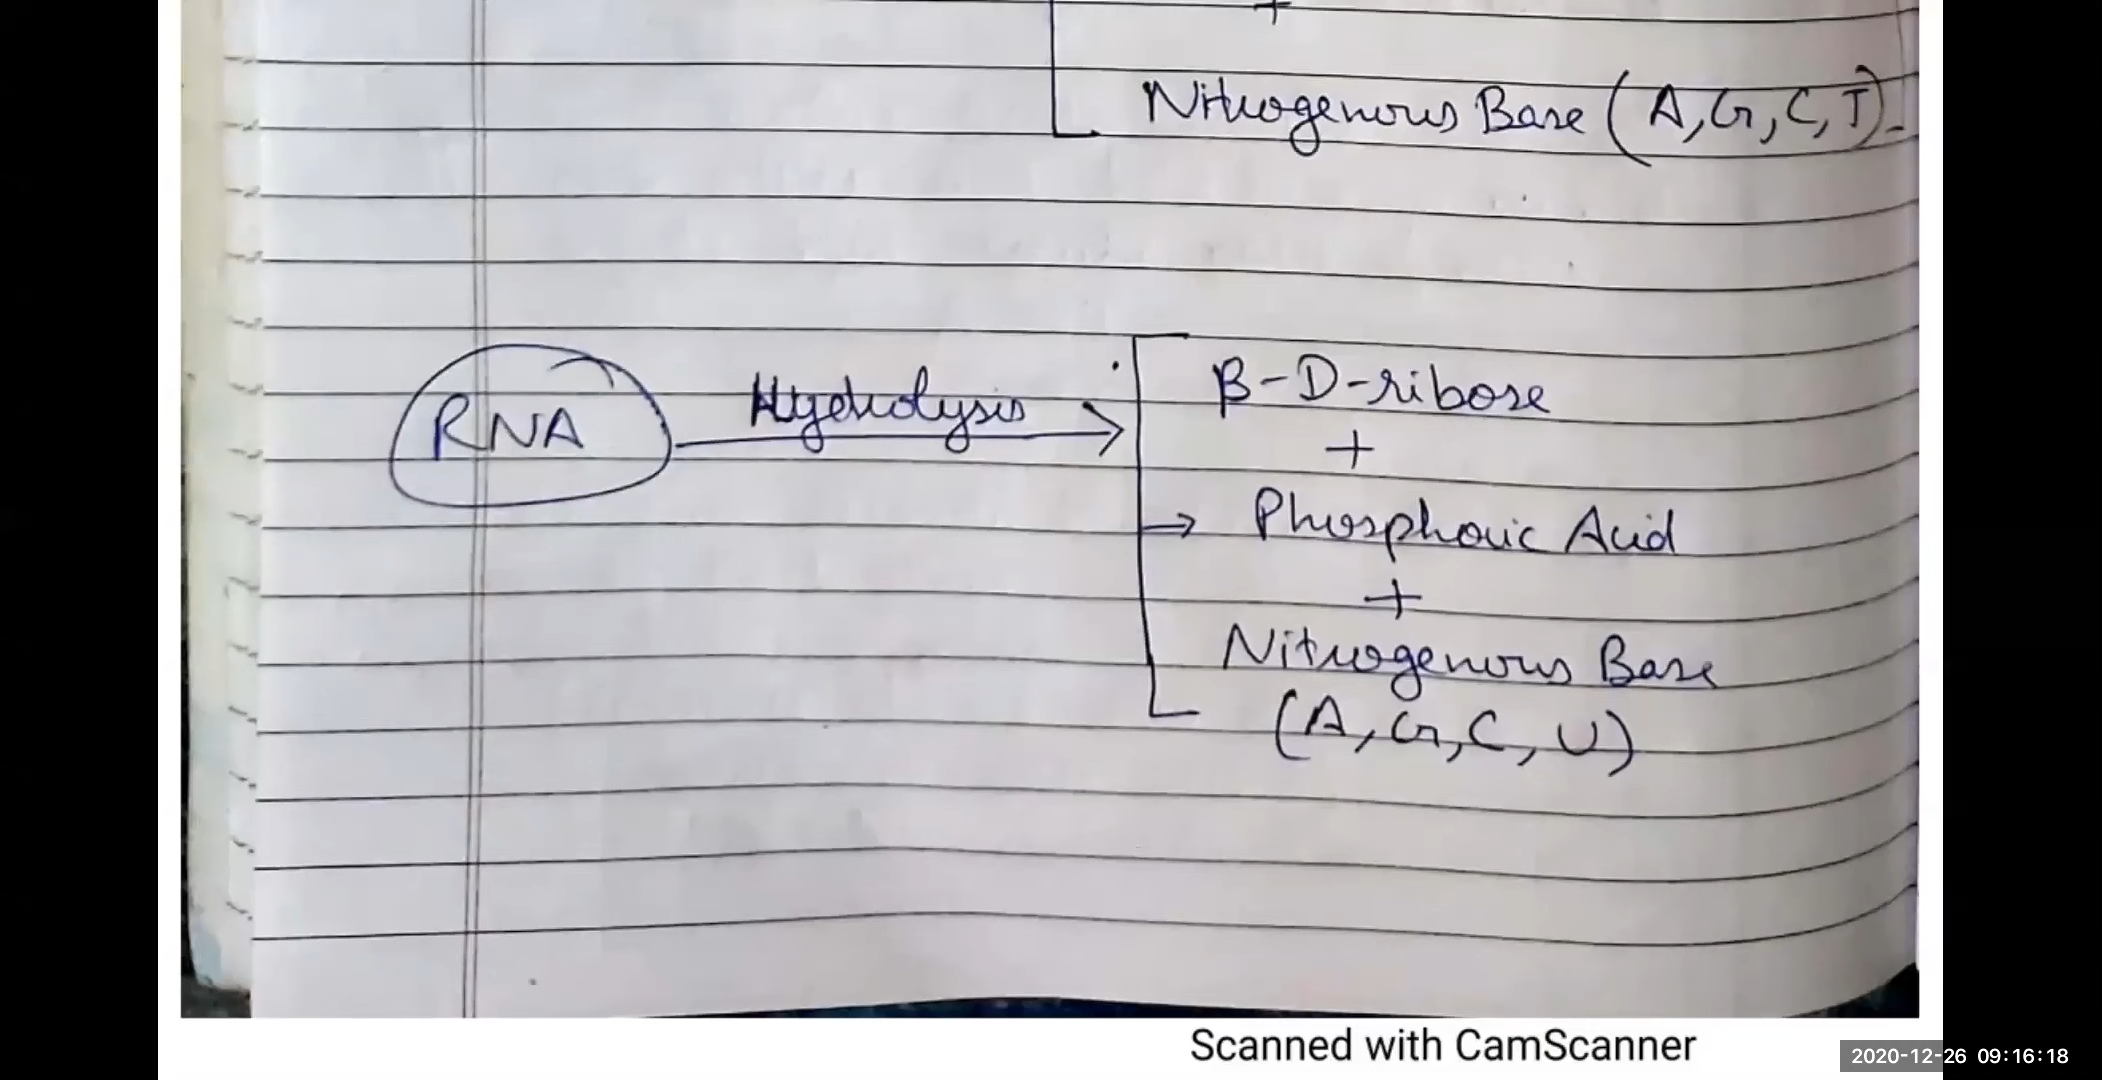 +
Nitrogenous Base (A, G, C, T)
RNA Hydrolysis → β-D-ribose
+
→ Phosphoric Acid
+
Nitrogenous Base
(A, G, C, U)
Scanned with CamScanner
2020-12-26 09:16:18